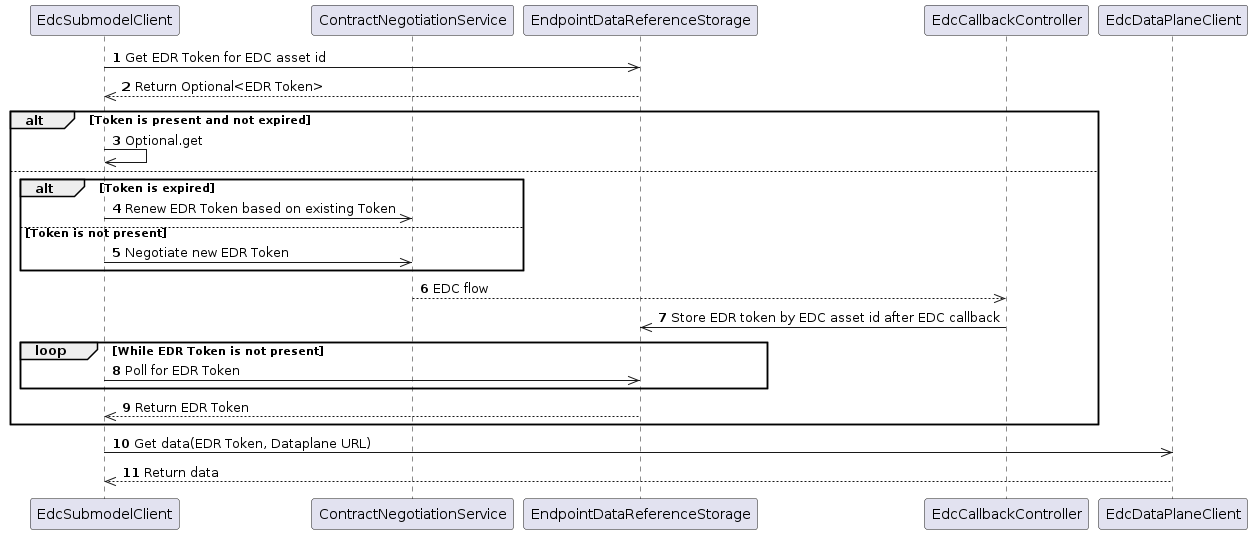 EdcSubmodelClient ContractNegotiationService EndpointDataReferenceStorage EdcCallbackController EdcDataPlaneClient
1 Get EDR Token for EDC asset id
2 Return Optional<EDR Token>
alt [Token is present and not expired]
3 Optional.get
alt [Token is expired]
4 Renew EDR Token based on existing Token
[Token is not present]
5 Negotiate new EDR Token
6 EDC flow
7 Store EDR token by EDC asset id after EDC callback
loop [While EDR Token is not present]
8 Poll for EDR Token
9 Return EDR Token
10 Get data(EDR Token, Dataplane URL)
11 Return data
EdcSubmodelClient ContractNegotiationService EndpointDataReferenceStorage EdcCallbackController EdcDataPlaneClient